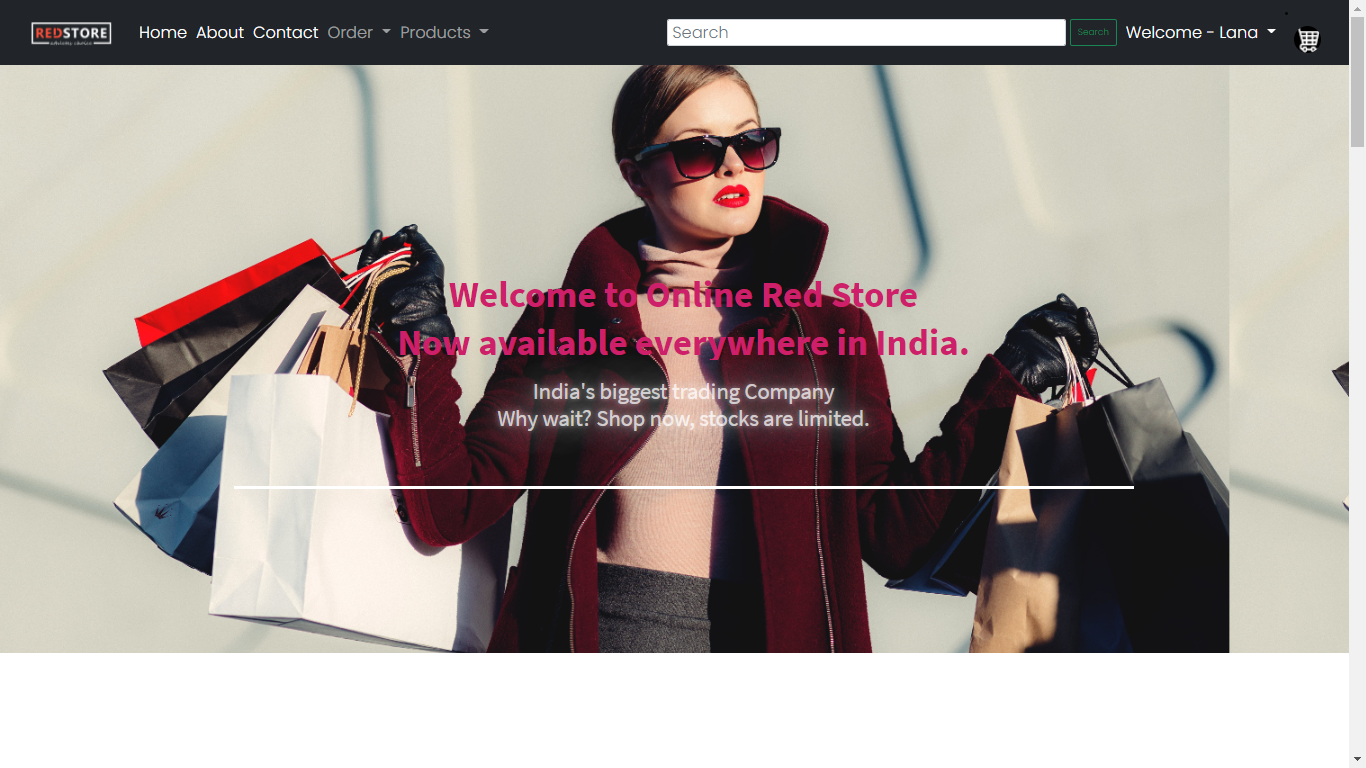 REDSTORE
Home About Contact Order Products
Search
Search
Welcome - Lana
Welcome to Online Red Store
Now available everywhere in India.
India's biggest trading Company
Why wait? Shop now, stocks are limited.